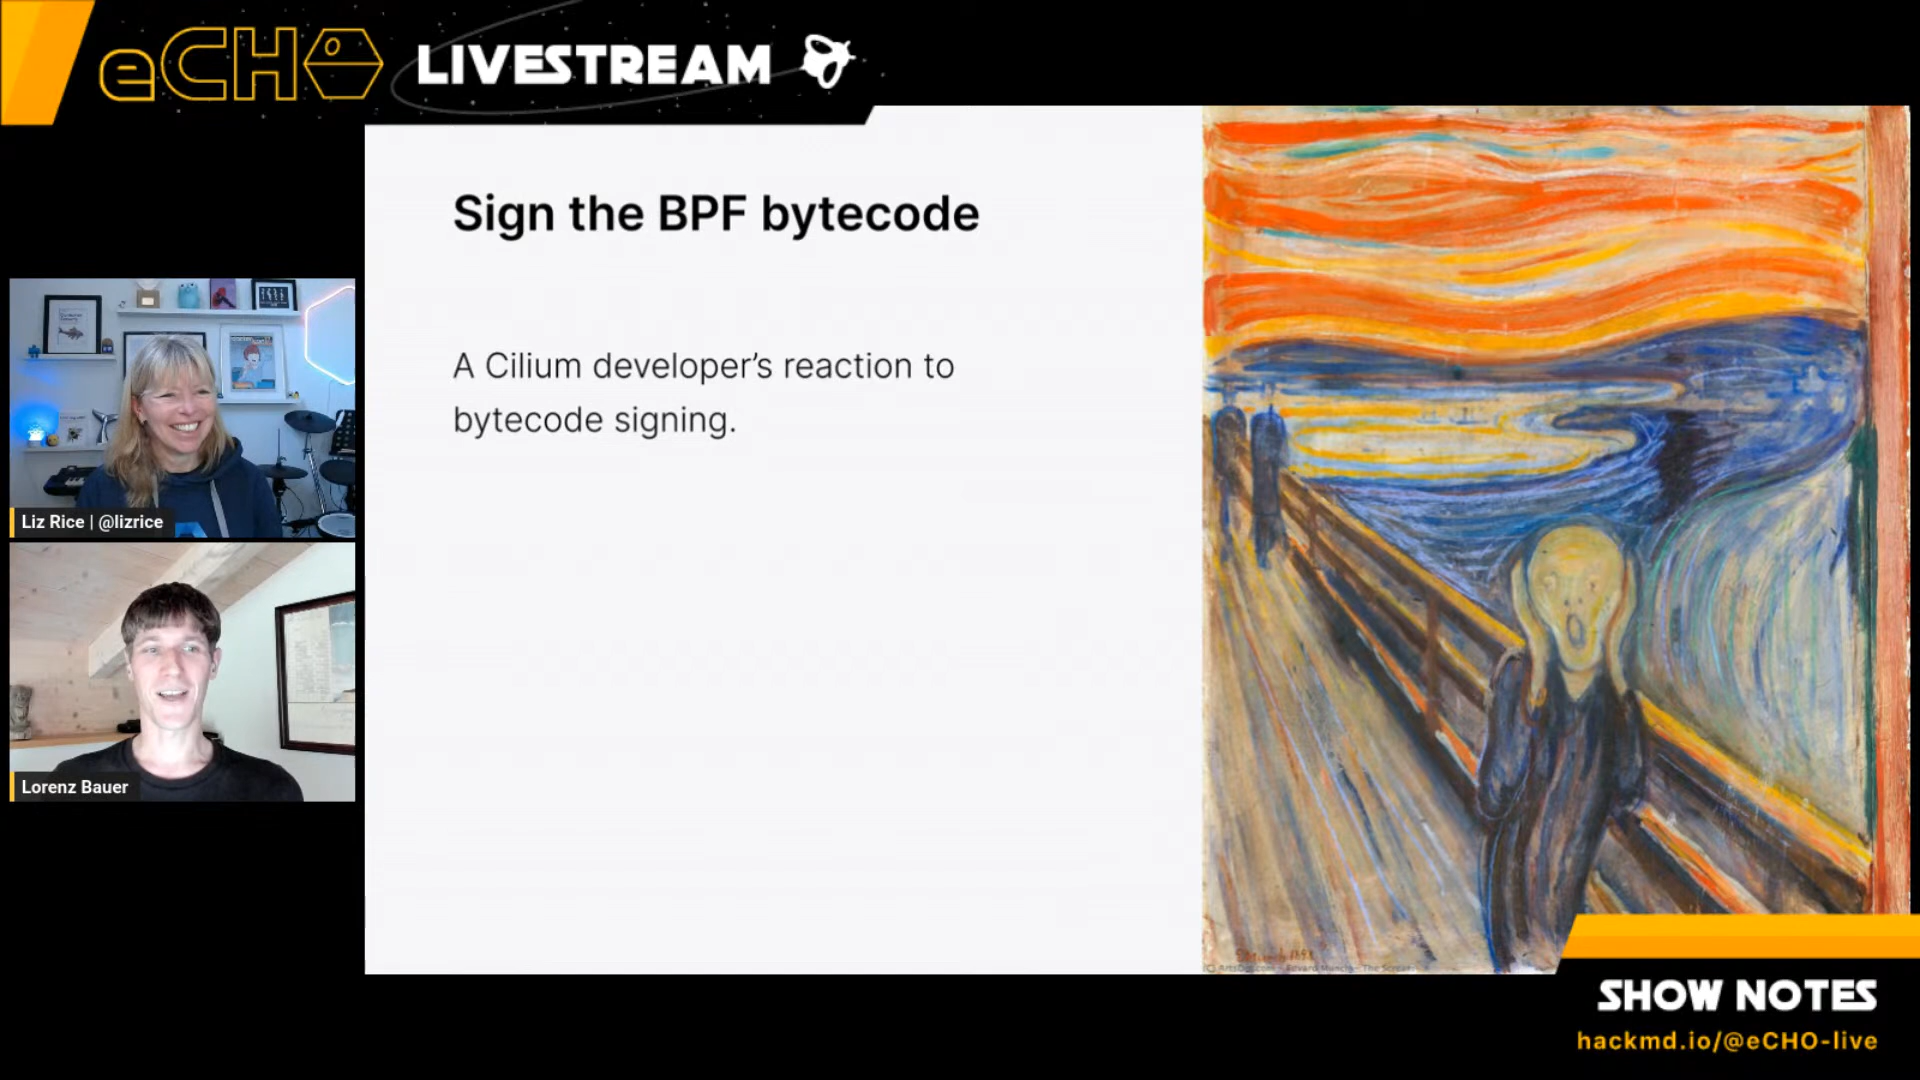 eCHO LIVESTREAM
Sign the BPF bytecode
A Cilium developer's reaction to
bytecode signing.
Liz Rice | @lizrice
Lorenz Bauer
SHOW NOTES
hackmd.io/@eCHO-live